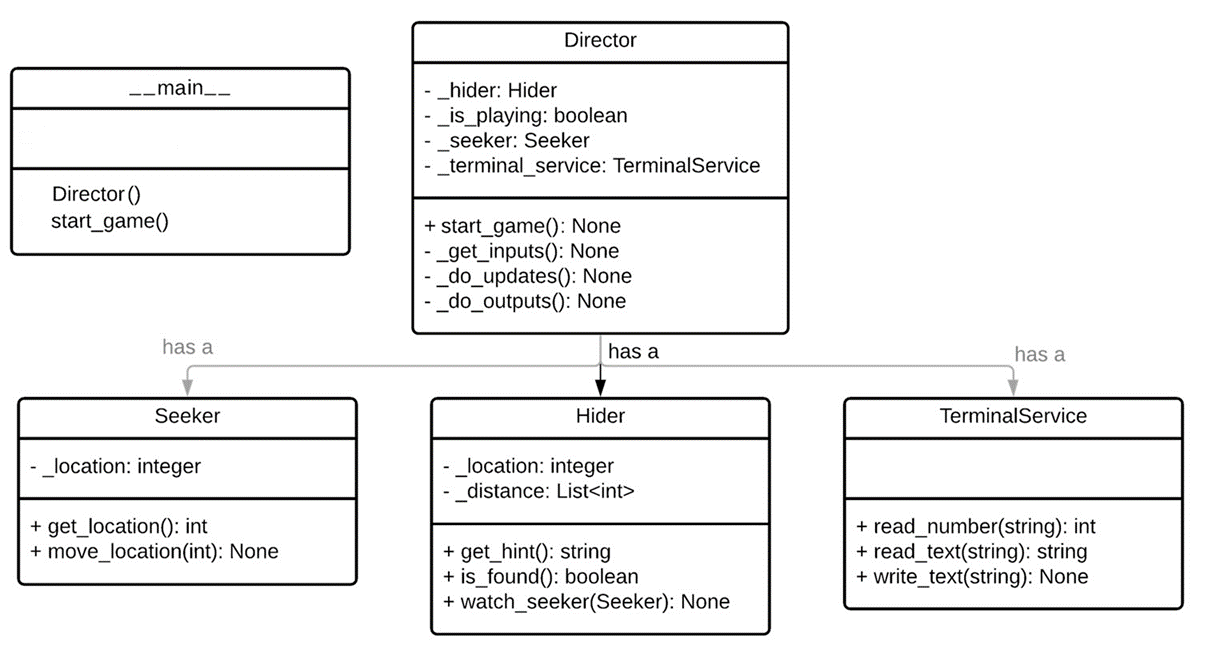 Director
- _hider: Hider
- _is_playing: boolean
- _seeker: Seeker
- _terminal_service: TerminalService
+ start_game(): None
- _get_inputs(): None
- _do_updates(): None
- _do_outputs(): None
__main__
Director()
start_game()
has a
has a
has a
Seeker
- _location: integer
+ get_location(): int
+ move_location(int): None
Hider
- _location: integer
- _distance: List<int>
+ get_hint(): string
+ is_found(): boolean
+ watch_seeker(Seeker): None
TerminalService
+ read_number(string): int
+ read_text(string): string
+ write_text(string): None